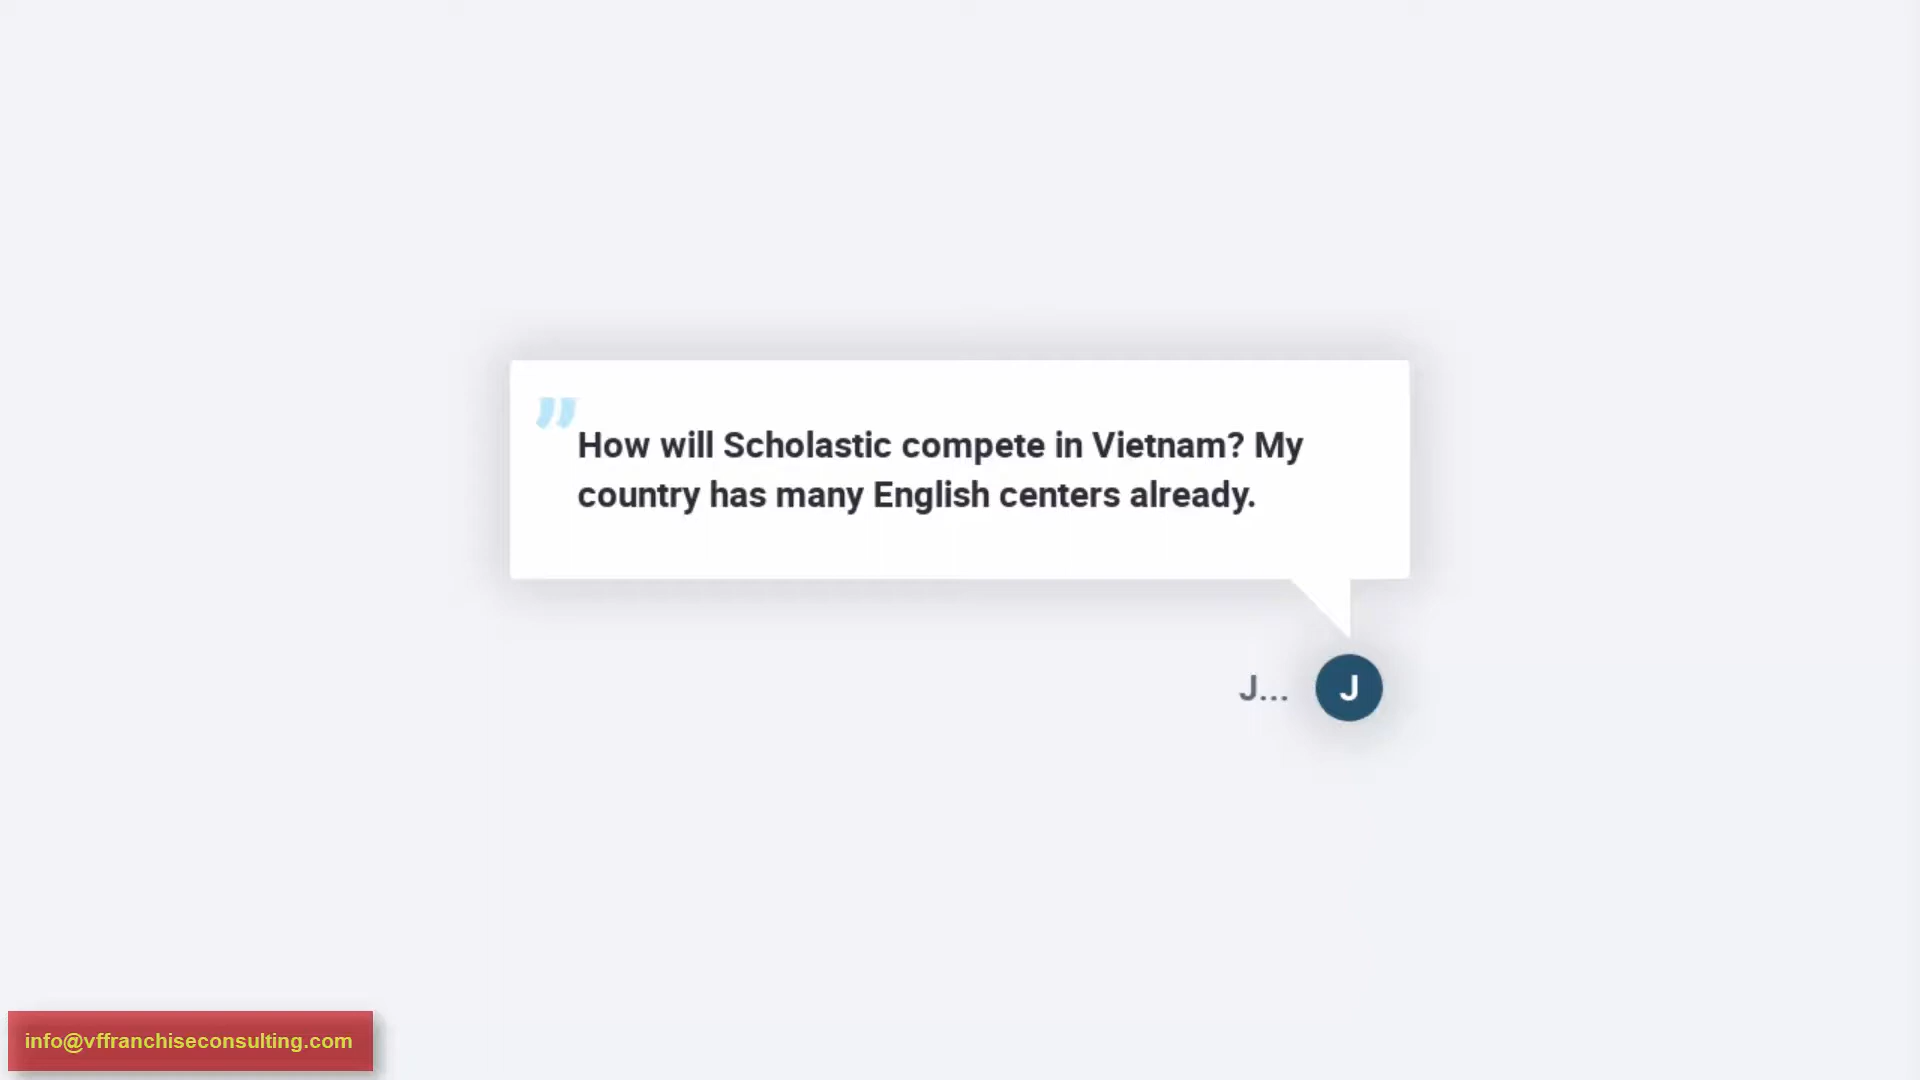 ”
How will Scholastic compete in Vietnam? My
country has many English centers already.
J...
J
info@vffranchiseconsulting.com